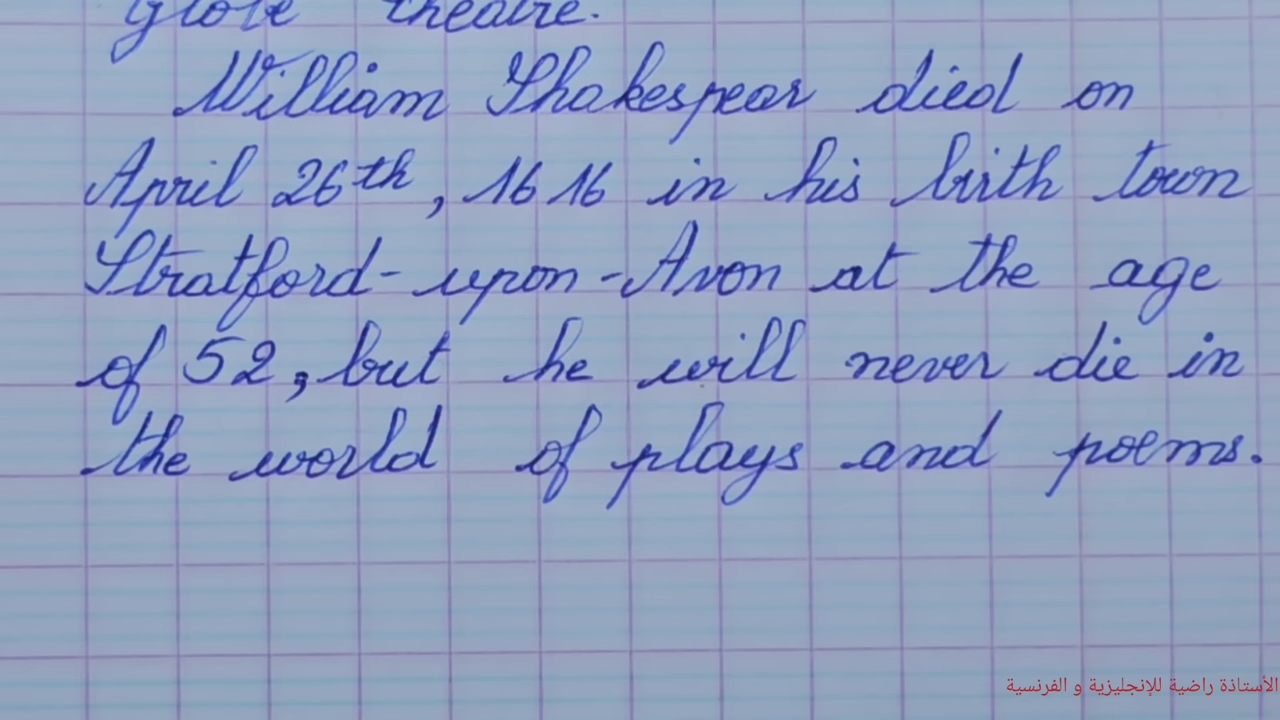 Globe theatre.
William Shakespear died on
April 26th, 1616 in his birth town
Stratford-upon-Avon at the age
of 52, but he will never die in
the world of plays and poems.
الأستاذة راضية للإنجليزية و الفرنسية